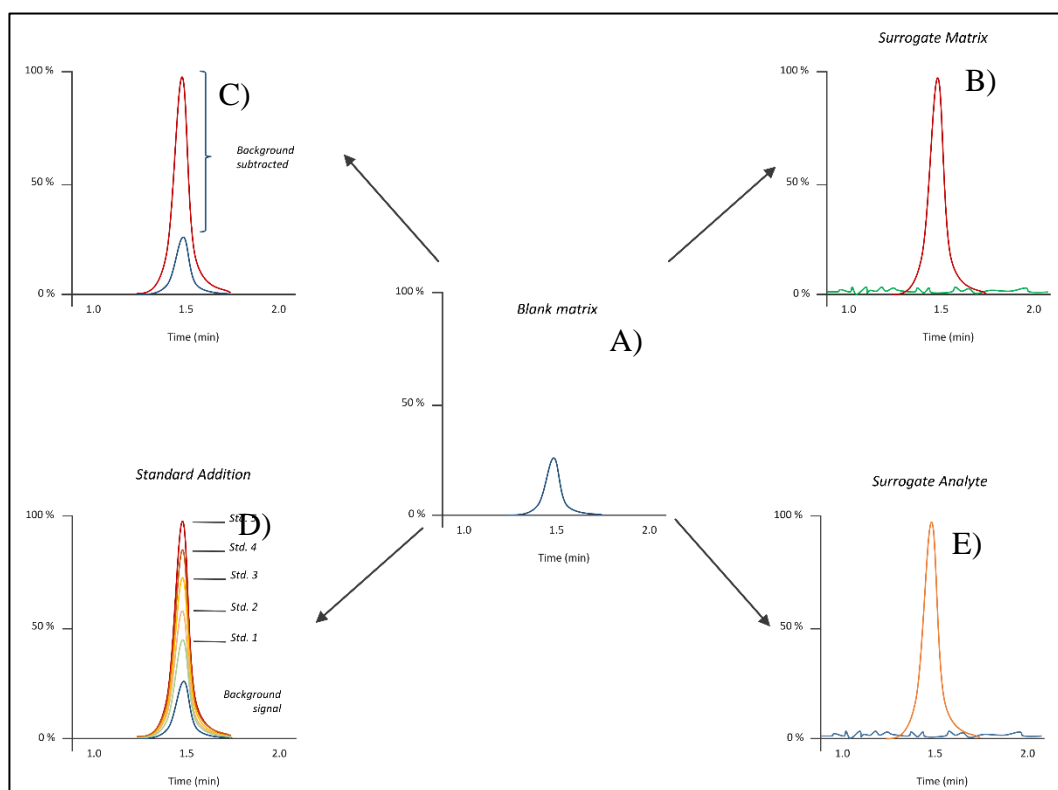 Surrogate Matrix
100 %
C)
Background
subtracted
50 %
0 %
1.0
1.5
2.0
Time (min)
100 %
B)
50 %
0 %
1.0
1.5
2.0
Time (min)
100 %
Blank matrix
A)
50 %
0 %
1.0
1.5
2.0
Time (min)
Standard Addition
100 %
D)
Std. 4
Std. 3
Std. 2
50 %
Std. 1
Background
signal
0 %
1.0
1.5
2.0
Time (min)
Surrogate Analyte
100 %
E)
50 %
0 %
1.0
1.5
2.0
Time (min)